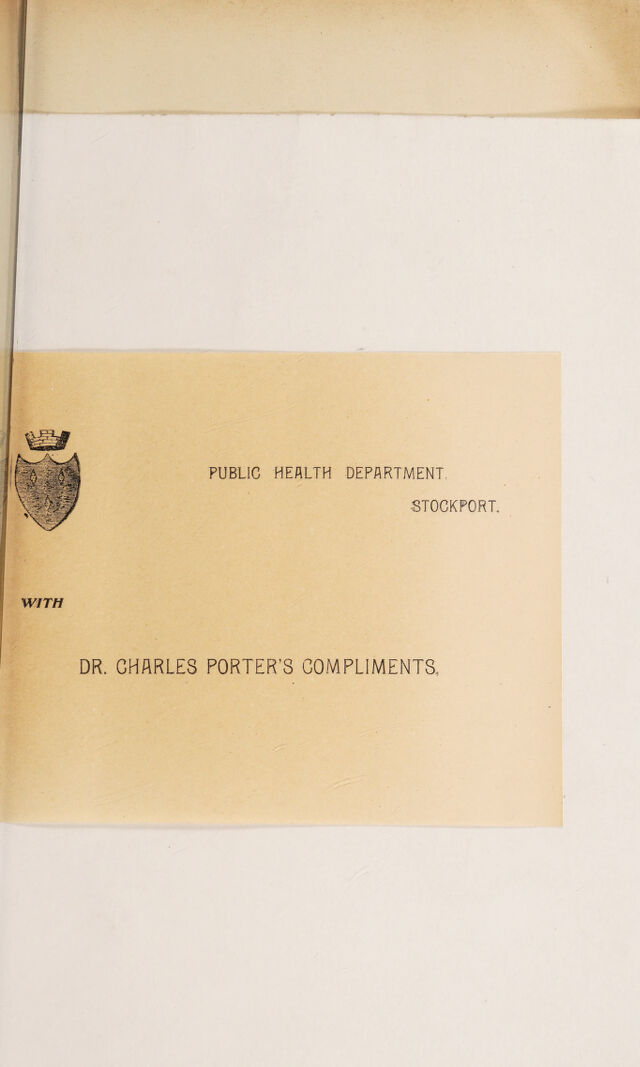 PUBLIC HEALTH DEPARTMENT.
STOCKPORT.
WITH
DR. CHARLES PORTER'S COMPLIMENTS,